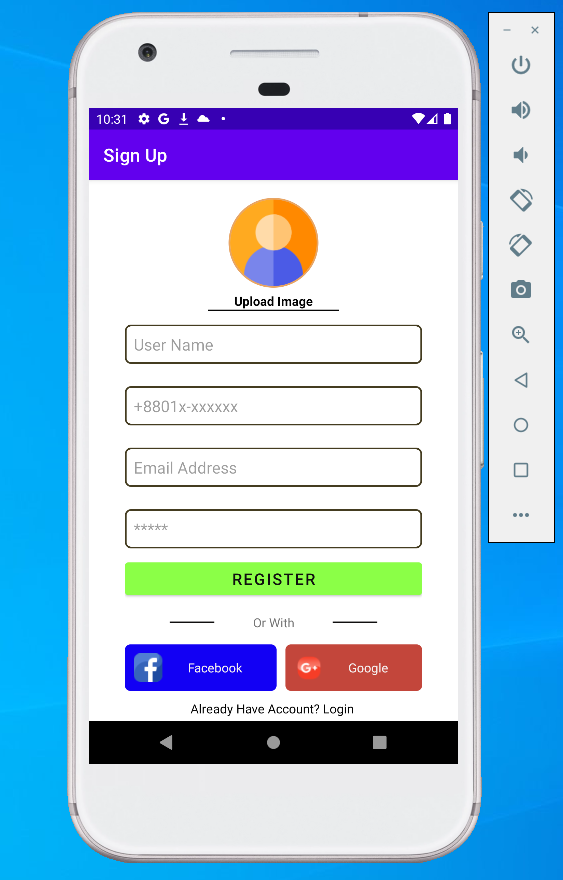 10:31
Sign Up
Upload Image
User Name
+8801x-xxxxxx
Email Address
*****
REGISTER
Or With
Facebook
Google
Already Have Account? Login